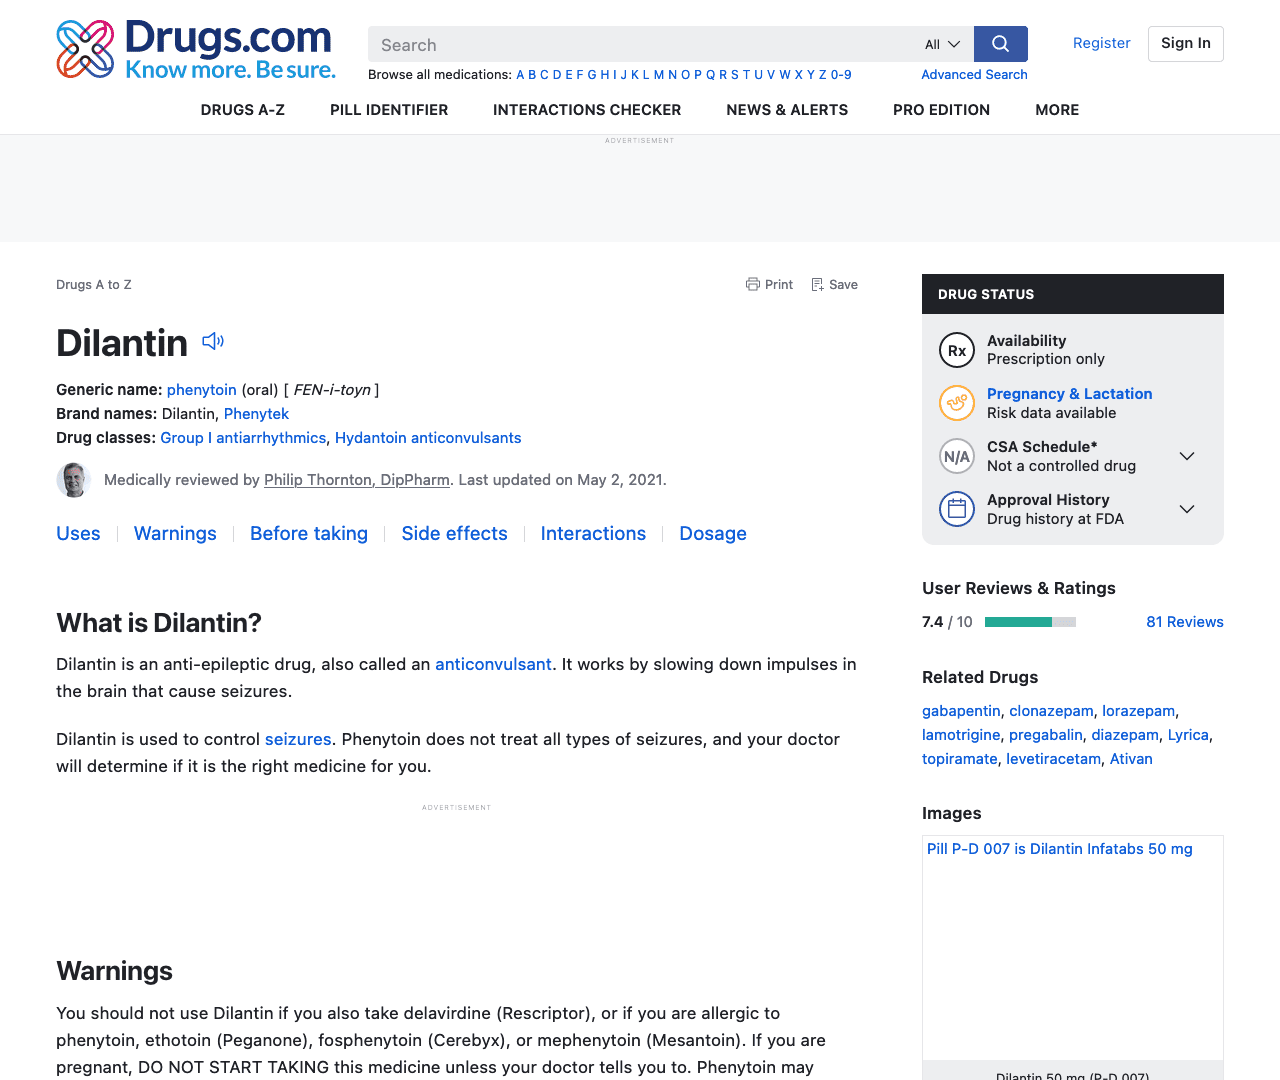 Drugs.com
Know more. Be sure.
Search
All
Register
Sign In
Browse all medications: A B C D E F G H I J K L M N O P Q R S T U V W X Y Z 0-9
Advanced Search
DRUGS A-Z
PILL IDENTIFIER
INTERACTIONS CHECKER
NEWS & ALERTS
PRO EDITION
MORE
ADVERTISEMENT
Drugs A to Z
Print
Save
Dilantin
Generic name: phenytoin (oral) [ FEN-i-toyn ]
Brand names: Dilantin, Phenytek
Drug classes: Group I antiarrhythmics, Hydantoin anticonvulsants
Medically reviewed by Philip Thornton, DipPharm. Last updated on May 2, 2021.
Uses
Warnings
Before taking
Side effects
Interactions
Dosage
What is Dilantin?
Dilantin is an anti-epileptic drug, also called an anticonvulsant. It works by slowing down impulses in
the brain that cause seizures.
Dilantin is used to control seizures. Phenytoin does not treat all types of seizures, and your doctor
will determine if it is the right medicine for you.
ADVERTISEMENT
Warnings
You should not use Dilantin if you also take delavirdine (Rescriptor), or if you are allergic to
phenytoin, ethotoin (Peganone), fosphenytoin (Cerebyx), or mephenytoin (Mesantoin). If you are
pregnant, DO NOT START TAKING this medicine unless your doctor tells you to. Phenytoin may
DRUG STATUS
Rx
Availability
Prescription only
Pregnancy & Lactation
Risk data available
N/A
CSA Schedule*
Not a controlled drug
Approval History
Drug history at FDA
User Reviews & Ratings
7.4 / 10
81 Reviews
Related Drugs
gabapentin, clonazepam, lorazepam,
lamotrigine, pregabalin, diazepam, Lyrica,
topiramate, levetiracetam, Ativan
Images
Pill P-D 007 is Dilantin Infatabs 50 mg
Dilantin 50 mg (P-D 007)